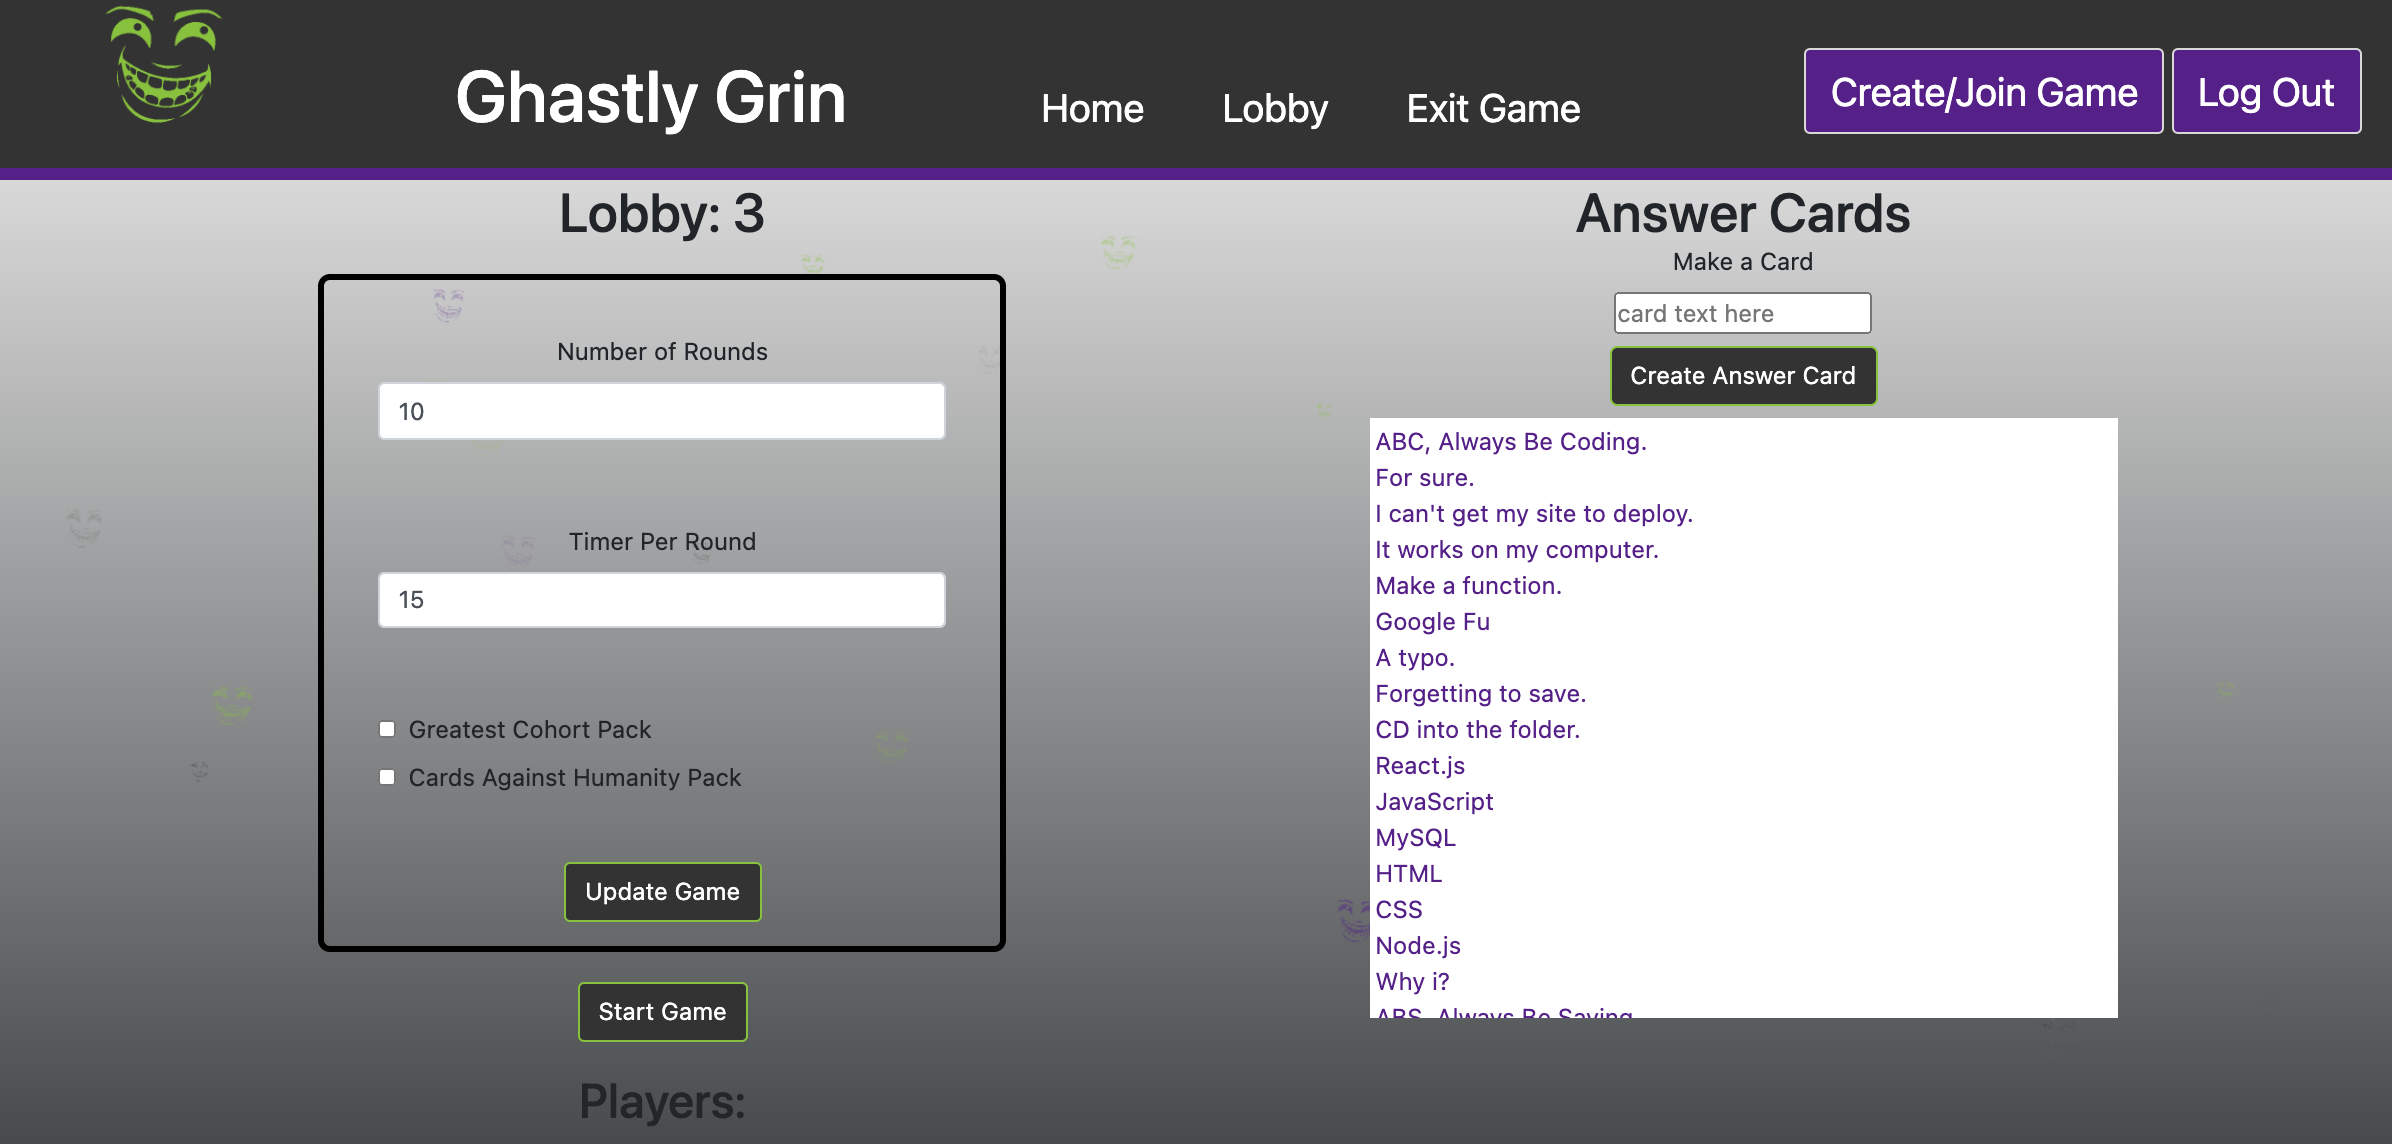 Ghastly Grin
Home
Lobby
Exit Game
Create/Join Game
Log Out
Lobby: 3
Number of Rounds
10
Timer Per Round
15
Greatest Cohort Pack
Cards Against Humanity Pack
Update Game
Start Game
Players:
Answer Cards
Make a Card
card text here
Create Answer Card
ABC, Always Be Coding.
For sure.
I can't get my site to deploy.
It works on my computer.
Make a function.
Google Fu
A typo.
Forgetting to save.
CD into the folder.
React.js
JavaScript
MySQL
HTML
CSS
Node.js
Why i?
ABS, Always Be Saving